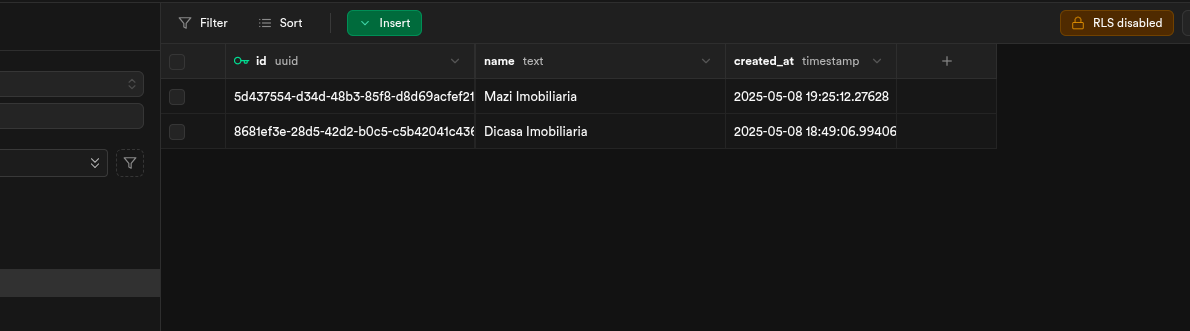 Filter Sort Insert RLS disabled
id uuid name text created_at timestamp
5d437554-d34d-48b3-85f8-d8d69acfef21 Mazi Imobiliaria 2025-05-08 19:25:12.27628
8681ef3e-28d5-42d2-b0c5-c5b42041c436 Dicasa Imobiliaria 2025-05-08 18:49:06.99406